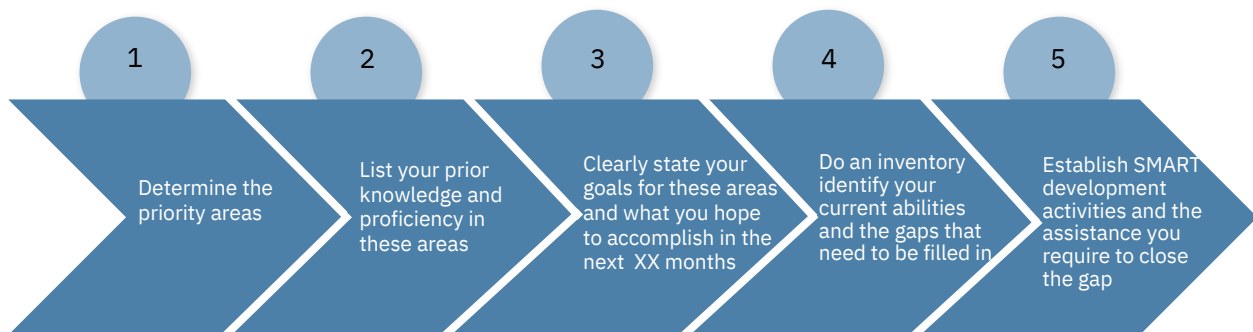 1
Determine the
priority areas
2
List your prior
knowledge and
proficiency in
these areas
3
Clearly state your
goals for these areas
and what you hope
to accomplish in the
next XX months
4
Do an inventory
identify your
current abilities
and the gaps that
need to be filled in
5
Establish SMART
development
activities and the
assistance you
require to close
the gap